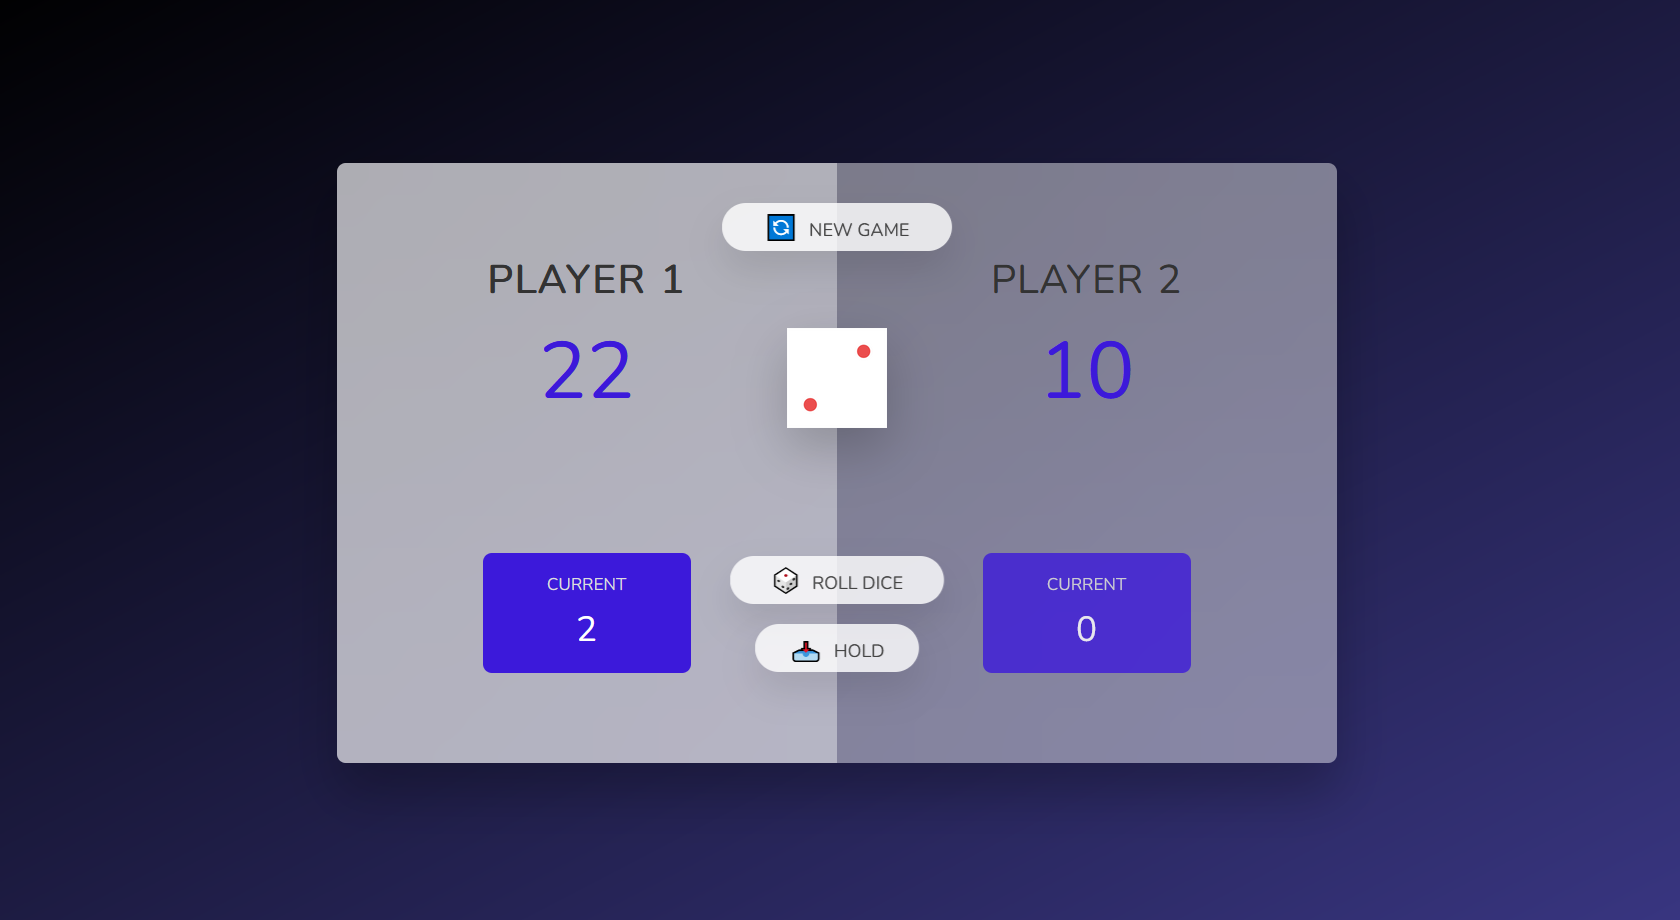 NEW GAME
PLAYER 1
22
CURRENT
2
PLAYER 2
10
CURRENT
0
ROLL DICE
HOLD